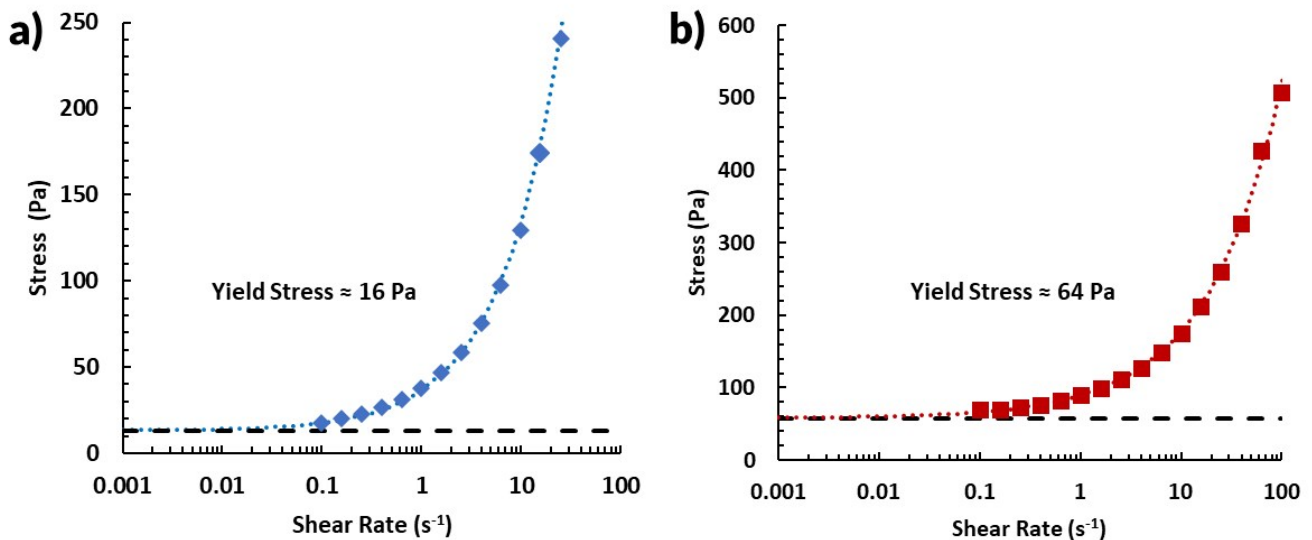 a)
250
200
150
100
50
0
Stress (Pa)
Yield Stress ≈ 16 Pa
0.001 0.01 0.1 1 10 100
Shear Rate (s-1)
b)
600
500
400
300
200
100
0
Stress (Pa)
Yield Stress ≈ 64 Pa
0.001 0.01 0.1 1 10 100
Shear Rate (s-1)